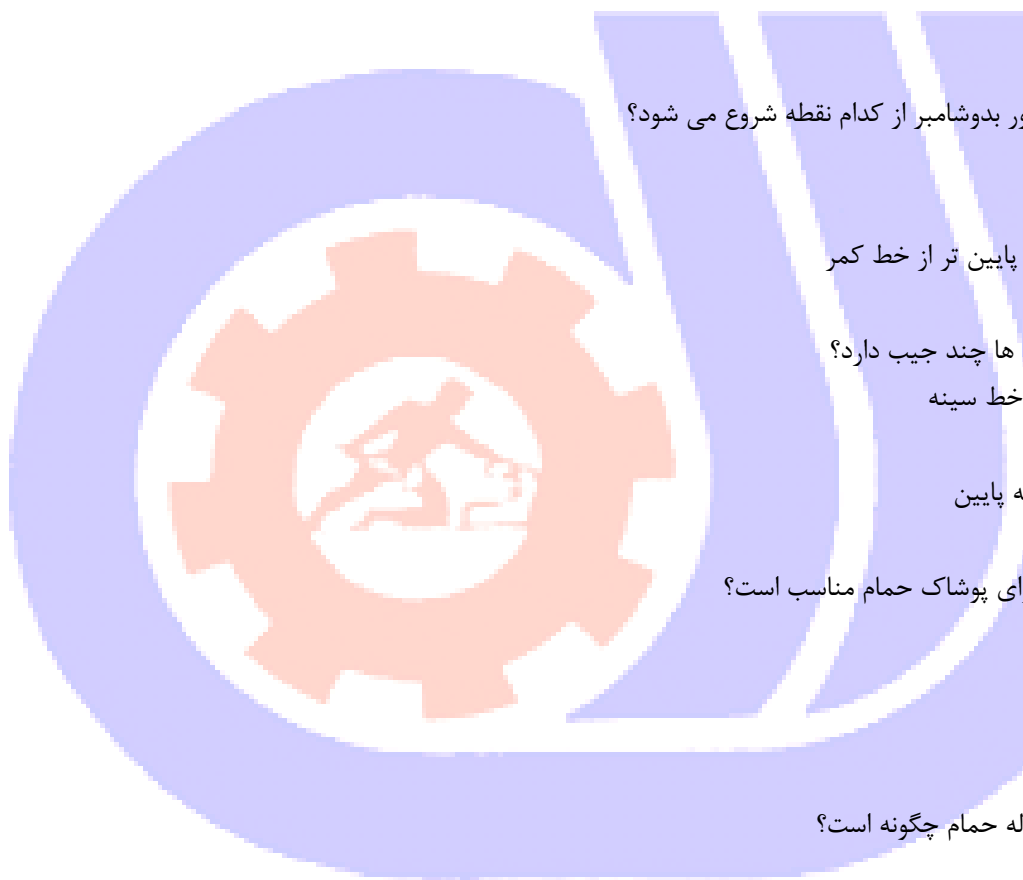 ور بدوشامبر از کدام نقطه شروع می شود؟
پایین تر از خط کمر
ها چند جیب دارد؟
خط سینه
ه پایین
رای پوشاک حمام مناسب است؟
له حمام چگونه است؟